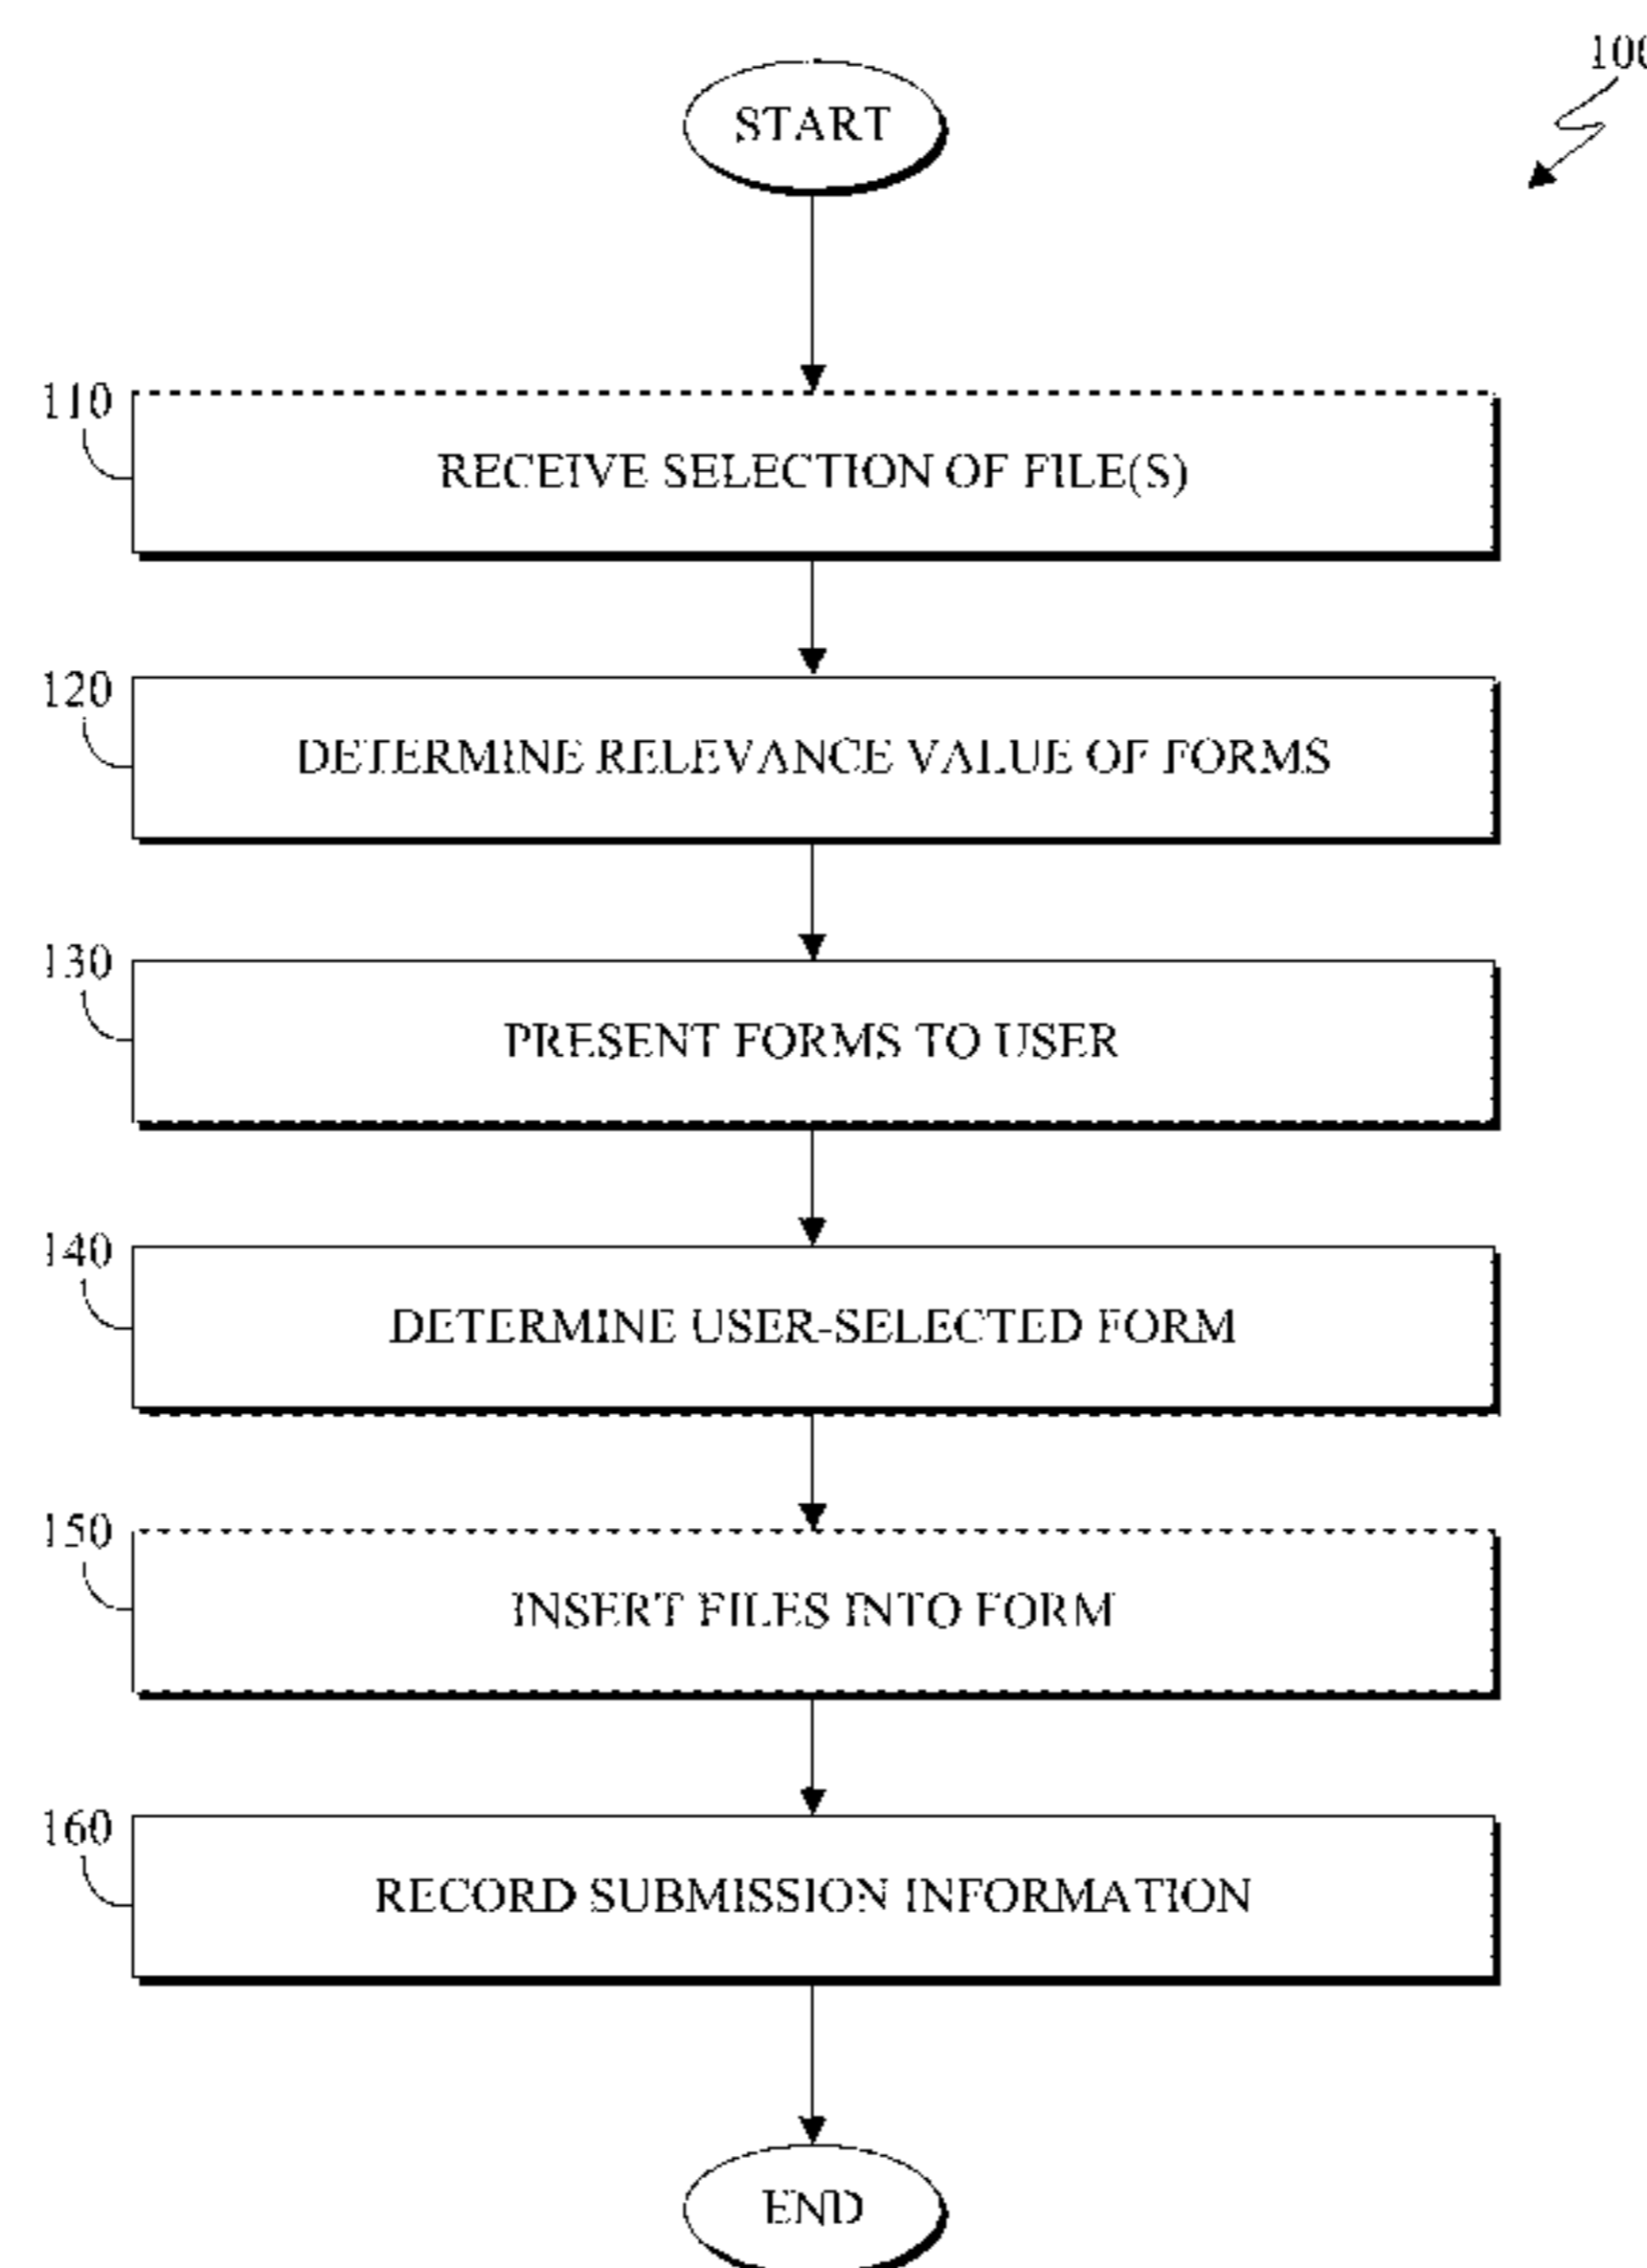 100
START
110
RECEIVE SELECTION OF FILE(S)
120
DETERMINE RELEVANCE VALUE OF FORMS
130
PRESENT FORMS TO USER
140
DETERMINE USER-SELECTED FORM
150
INSERT FILES INTO FORM
160
RECORD SUBMISSION INFORMATION
END